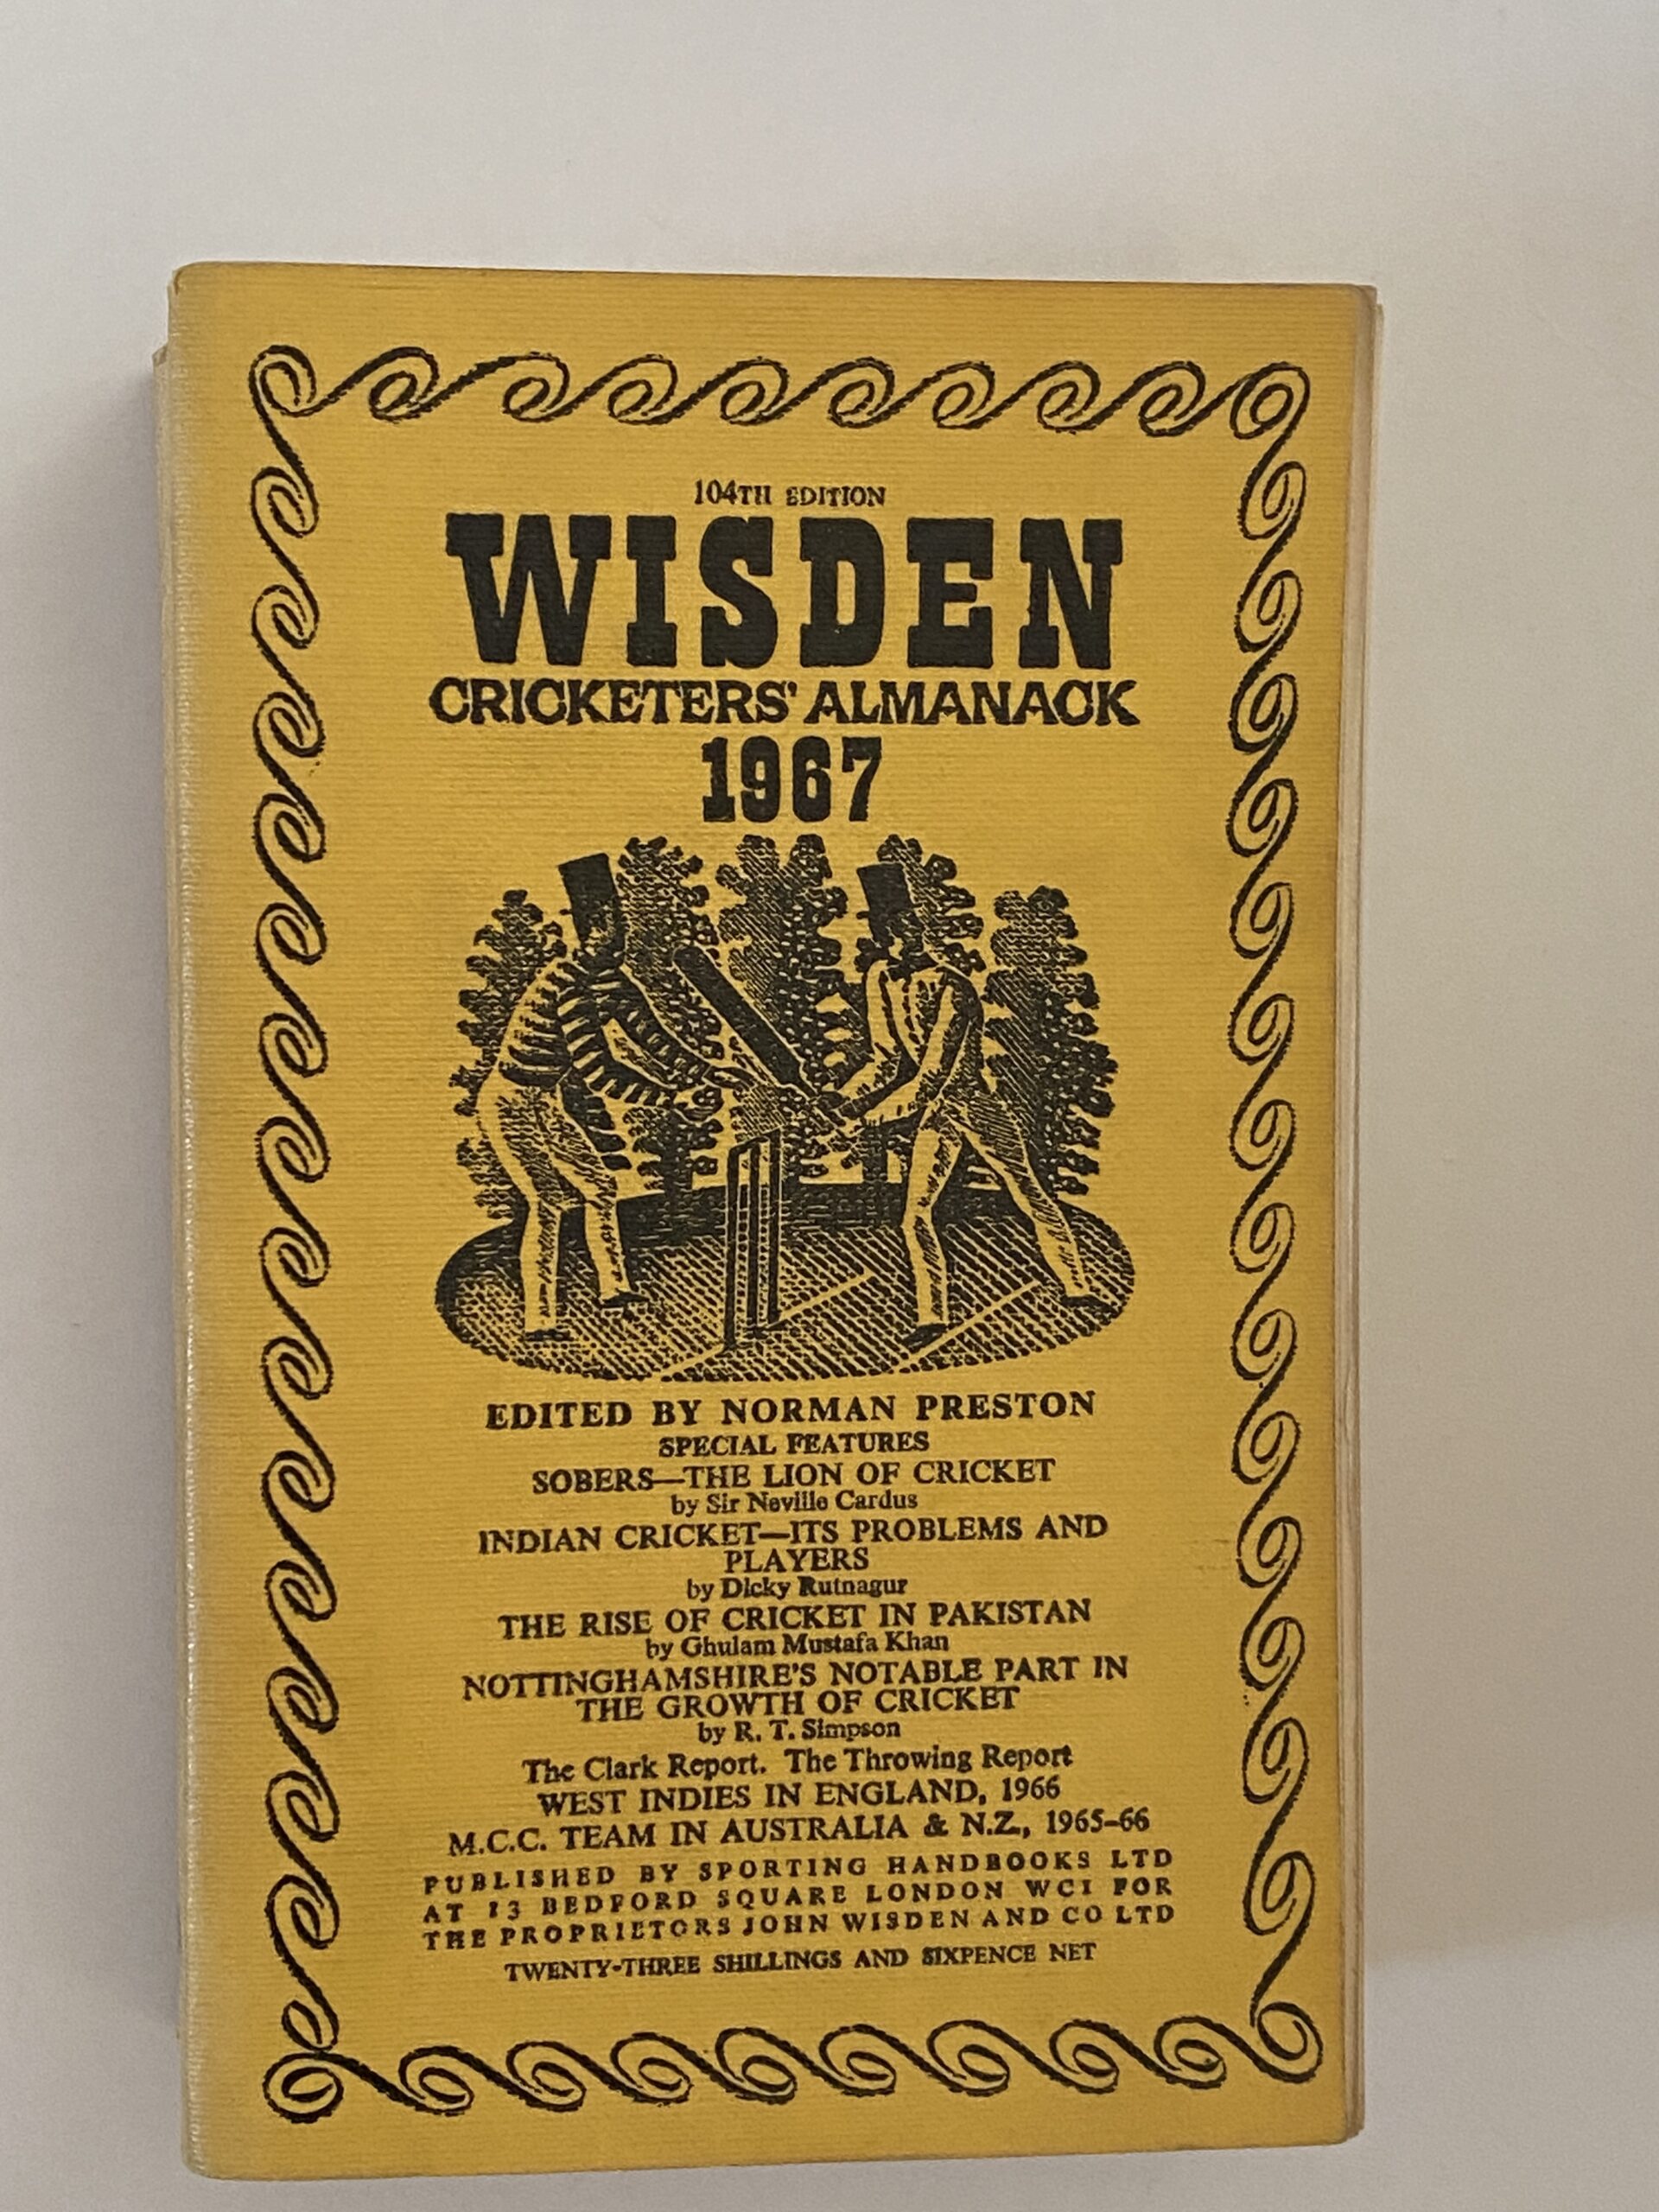 104TH EDITION
WISDEN
CRICKETERS' ALMANACK
1967
EDITED BY NORMAN PRESTON
SPECIAL FEATURES
SOBERS—THE LION OF CRICKET
by Sir Neville Cardus
INDIAN CRICKET—ITS PROBLEMS AND
PLAYERS
by Dicky Rutnagur
THE RISE OF CRICKET IN PAKISTAN
by Ghulam Mustafa Khan
NOTTINGHAMSHIRE'S NOTABLE PART IN
THE GROWTH OF CRICKET
by R. T. Simpson
The Clark Report. The Throwing Report
WEST INDIES IN ENGLAND, 1966
M.C.C. TEAM IN AUSTRALIA & N.Z., 1965–66
PUBLISHED BY SPORTING HANDBOOKS LTD
AT 13 BEDFORD SQUARE LONDON WC1 FOR
THE PROPRIETORS JOHN WISDEN AND CO LTD
TWENTY-THREE SHILLINGS AND SIXPENCE NET